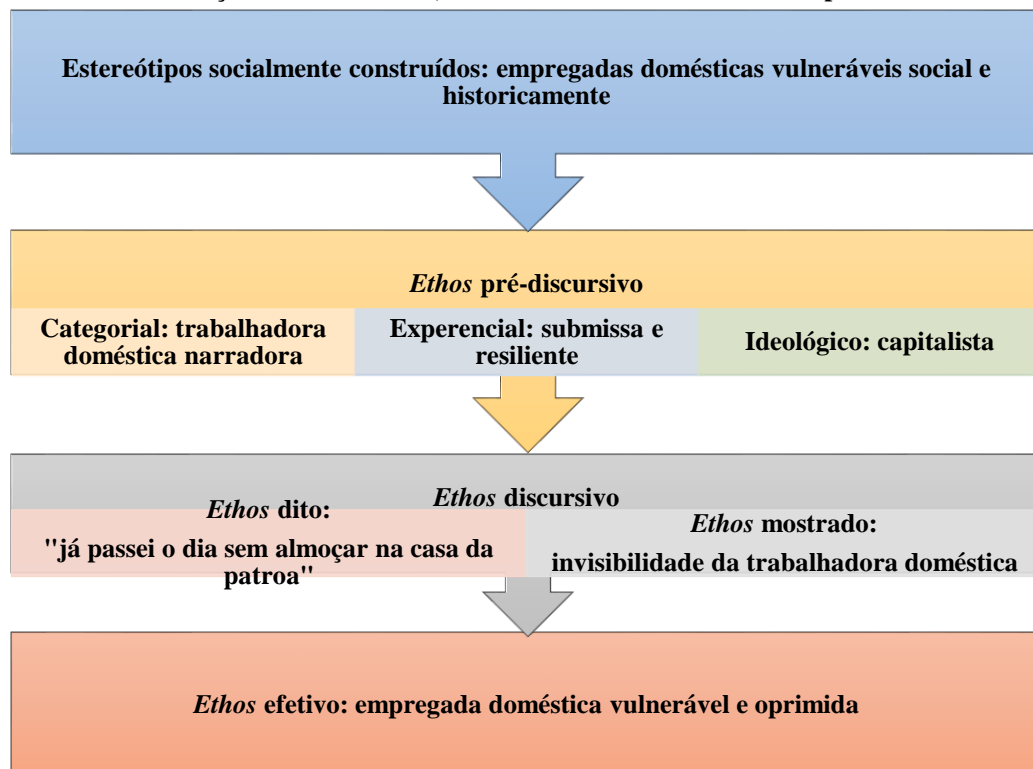 Estereótipos socialmente construídos: empregadas domésticas vulneráveis social e
historicamente
Ethos pré-discursivo
Categorial: trabalhadora
doméstica narradora
Experencial: submissa e
resiliente
Ideológico: capitalista
Ethos discursivo
Ethos dito:
"já passei o dia sem almoçar na casa da
patroa"
Ethos mostrado:
invisibilidade da trabalhadora doméstica
Ethos efetivo: empregada doméstica vulnerável e oprimida